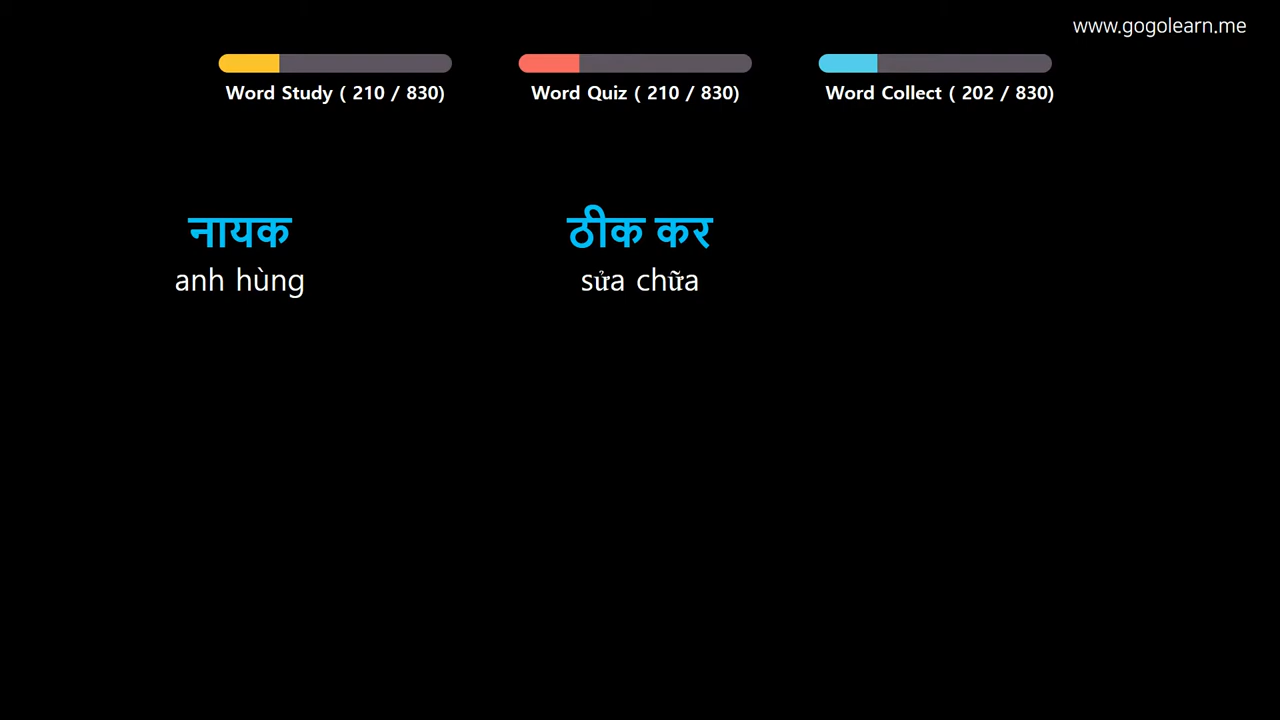 www.gogolearn.me
Word Study ( 210 / 830)
Word Quiz ( 210 / 830)
Word Collect ( 202 / 830)
नायक
anh hùng
ठीक कर
sửa chữa